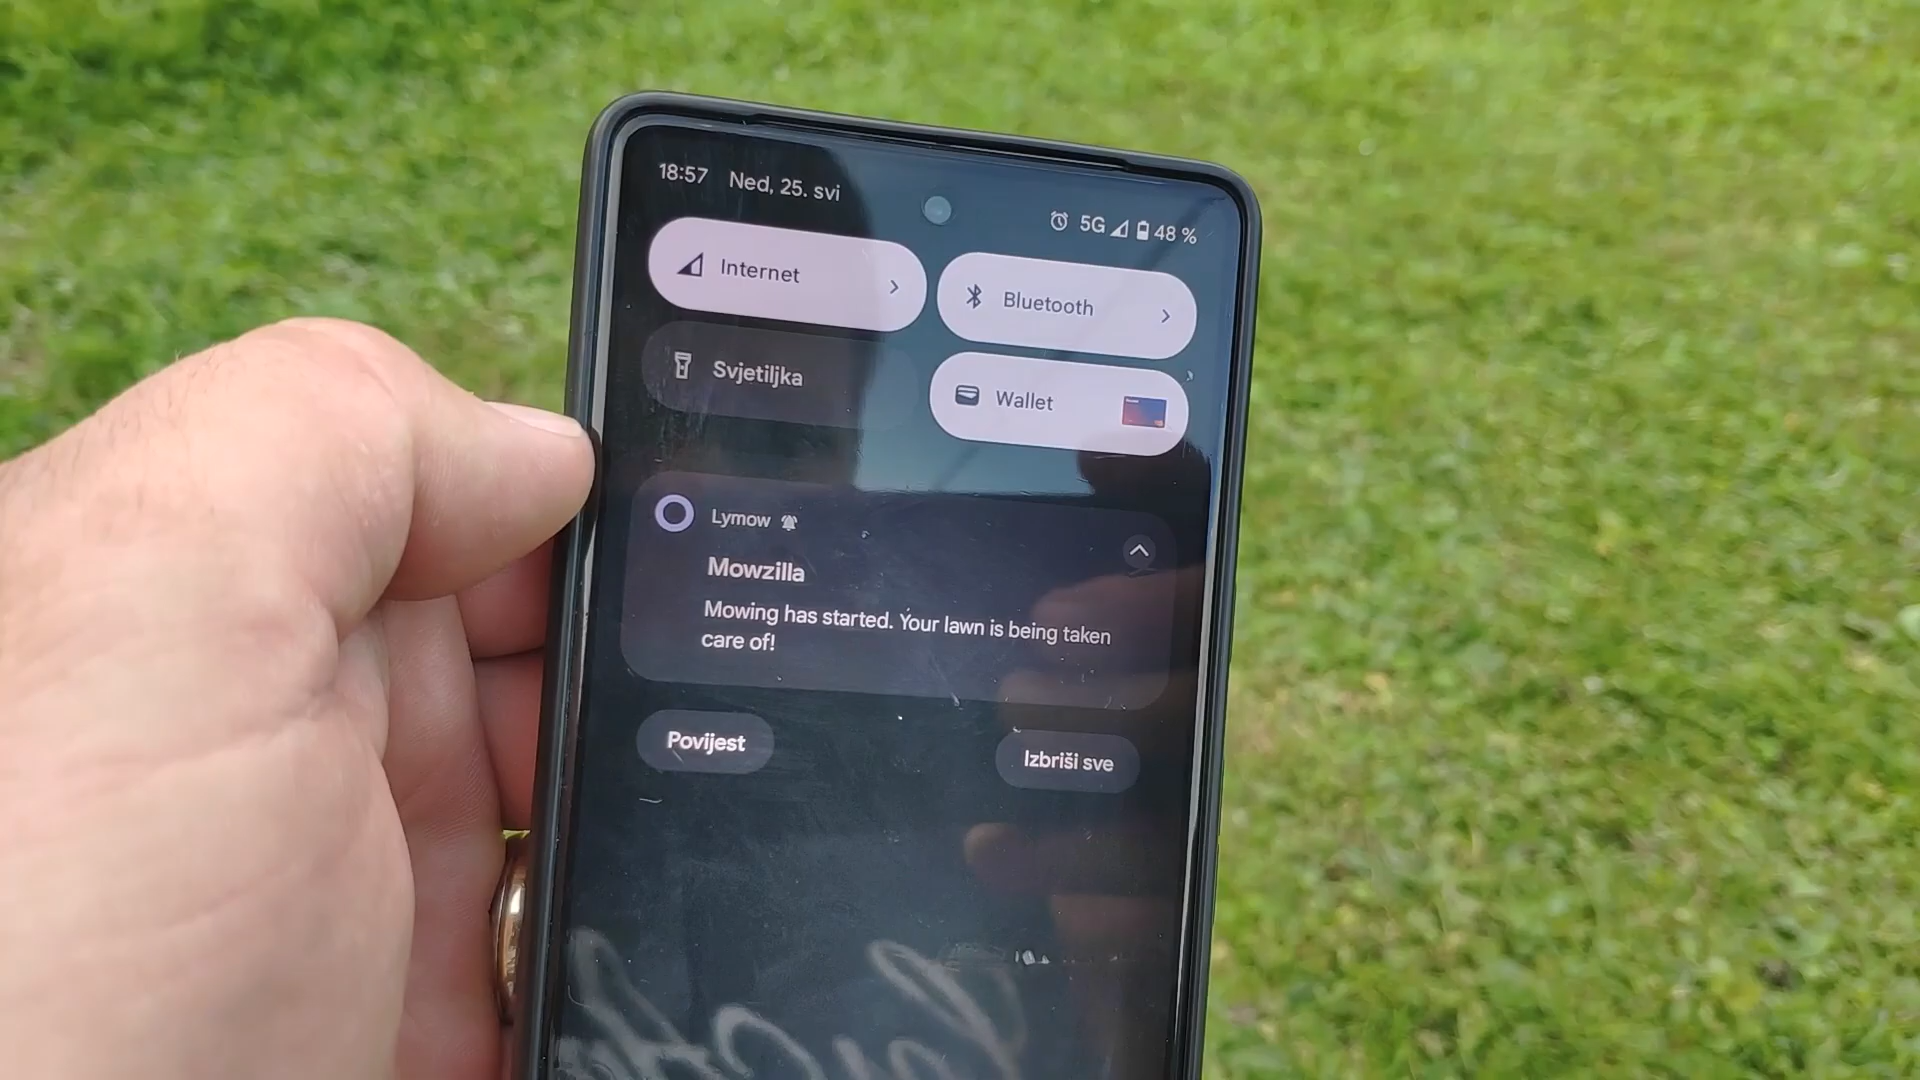 18:57 Ned, 25. svi
5G 48 %
Internet
Bluetooth
Svjetiljka
Wallet
Lymow
Mowzilla
Mowing has started. Your lawn is being taken
care of!
Povijest
Izbriši sve